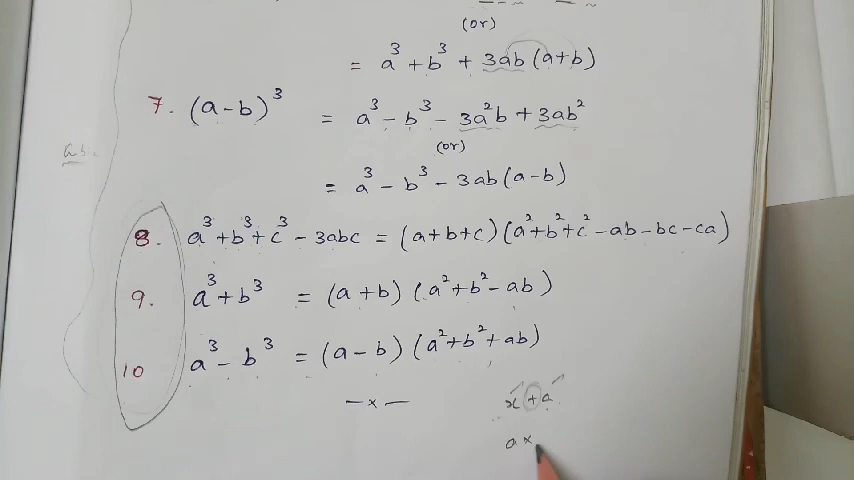 (or)
= a³ + b³ + 3ab (a+b)
7. (a-b)³ = a³ - b³ - 3a²b + 3ab²
(or)
= a³ - b³ - 3ab (a-b)
8. a³+b³+c³ - 3abc = (a+b+c) (a²+b²+c² - ab - bc - ca)
9. a³+b³ = (a+b) (a²+b²-ab)
10 a³ - b³ = (a-b) (a²+b²+ab)
—x—
x + a
a x